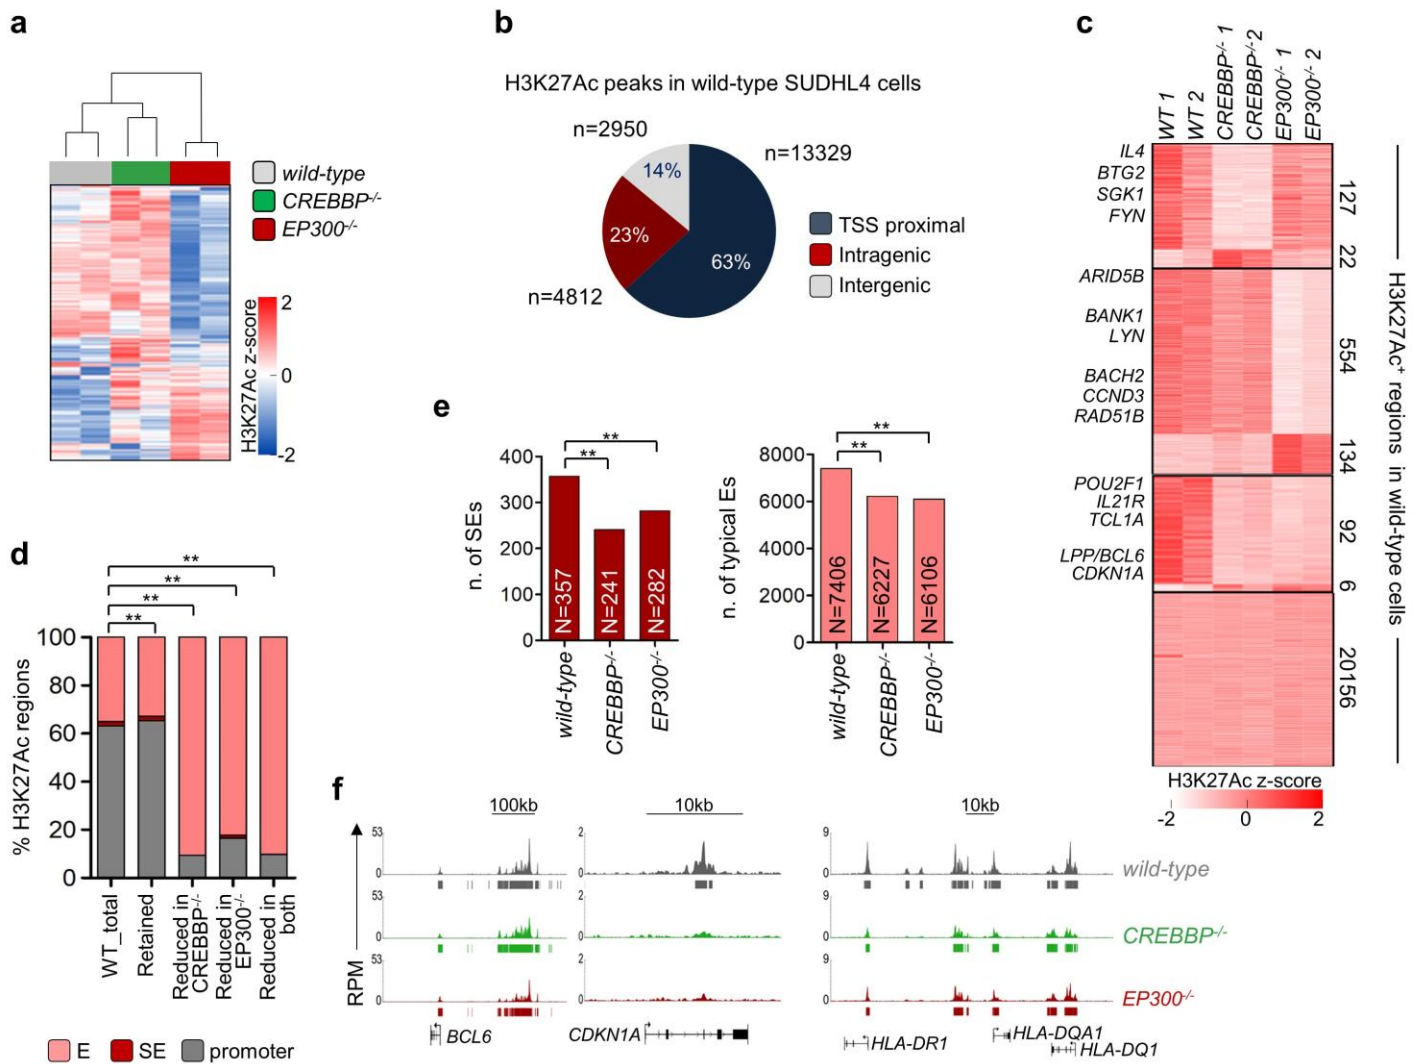 a
wild-type
CREBBP-/-
EP300-/-
H3K27Ac z-score
2
0
-2
b
H3K27Ac peaks in wild-type SUDHL4 cells
n=2950
n=13329
14%
23%
63%
n=4812
TSS proximal
Intragenic
Intergenic
c
WT 1
WT 2
CREBBP-/- 1
CREBBP-/- 2
EP300-/- 1
EP300-/- 2
IL4
BTG2
SGK1
FYN
ARID5B
BANK1
LYN
BACH2
CCND3
RAD51B
POU2F1
IL21R
TCL1A
LPP/BCL6
CDKN1A
127
22
554
134
92
6
20156
H3K27Ac+ regions in wild-type cells
H3K27Ac z-score
-2 0 2
d
**
**
**
**
% H3K27Ac regions
100
80
60
40
20
0
WT_total
Retained
Reduced in CREBBP-/-
Reduced in EP300-/-
Reduced in both
E
SE
promoter
e
**
**
n. of SEs
400
300
200
100
0
N=357
N=241
N=282
wild-type
CREBBP-/-
EP300-/-
**
**
n. of typical Es
8000
6000
4000
2000
0
N=7406
N=6227
N=6106
wild-type
CREBBP-/-
EP300-/-
f
100kb
10kb
10kb
RPM
53
0
2
0
9
0
wild-type
53
0
2
0
9
0
CREBBP-/-
53
0
2
0
9
0
EP300-/-
BCL6
CDKN1A
HLA-DR1
HLA-DQA1
HLA-DQ1